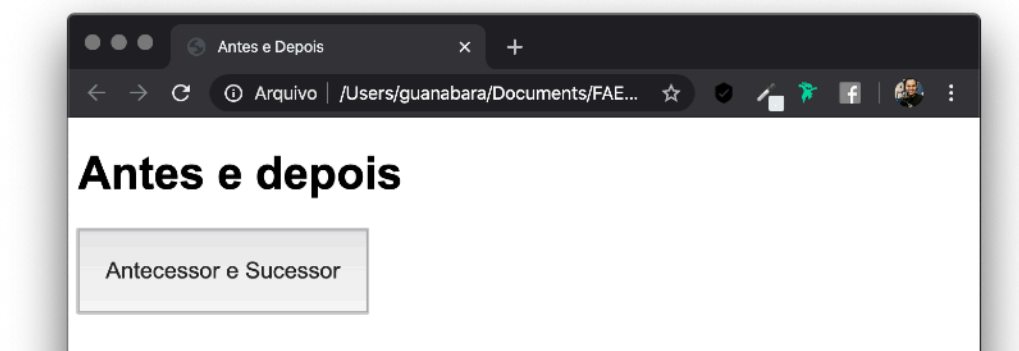 Antes e Depois
Arquivo | /Users/guanabara/Documents/FAE...
Antes e depois
Antecessor e Sucessor